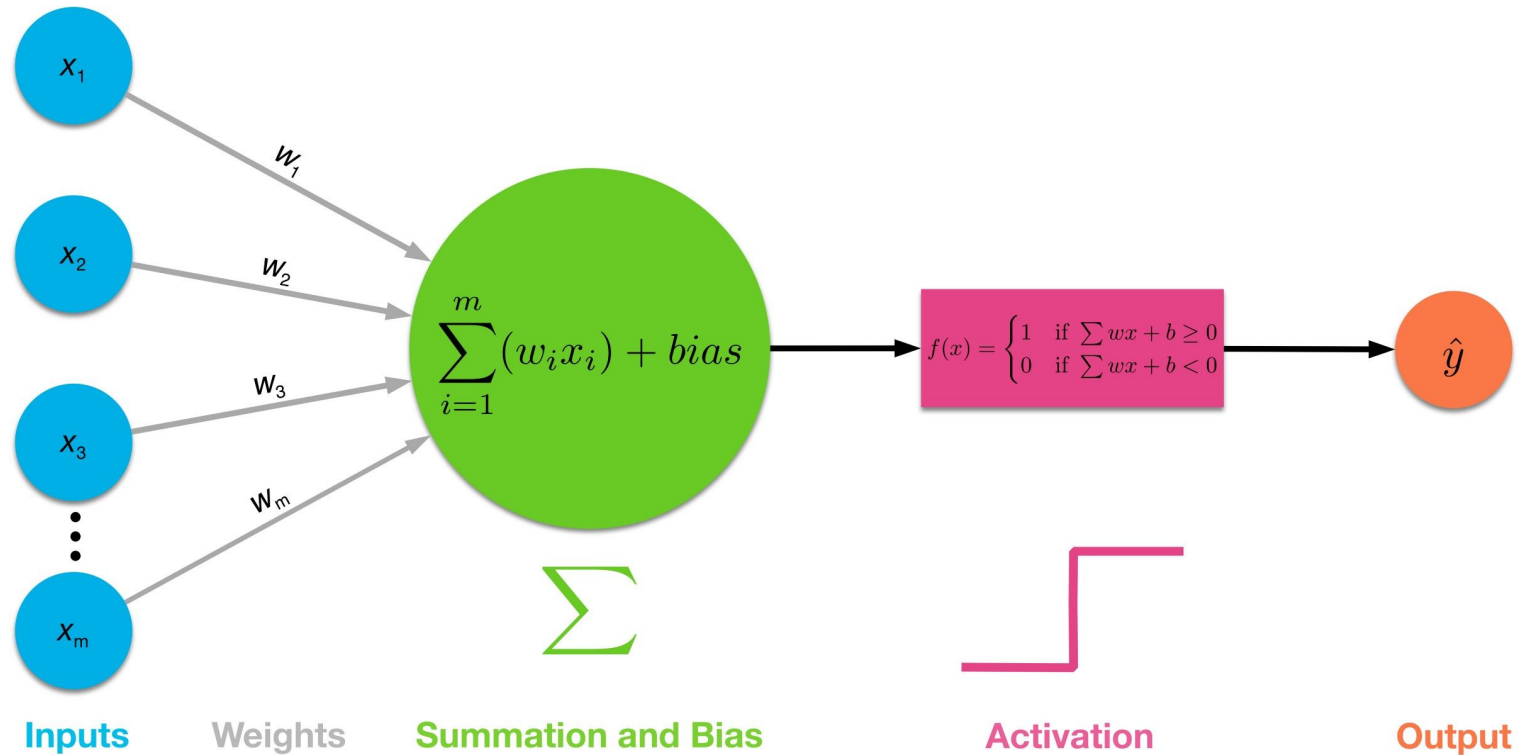 x₁
x₂
x₃
xₘ
w₁
w₂
w₃
wₘ
∑ᵢ₌₁ᵐ(wᵢxᵢ) + bias
f(x) = {1 if ∑ wx + b ≥ 0
0 if ∑ wx + b < 0
ŷ
∑
Inputs Weights Summation and Bias Activation Output